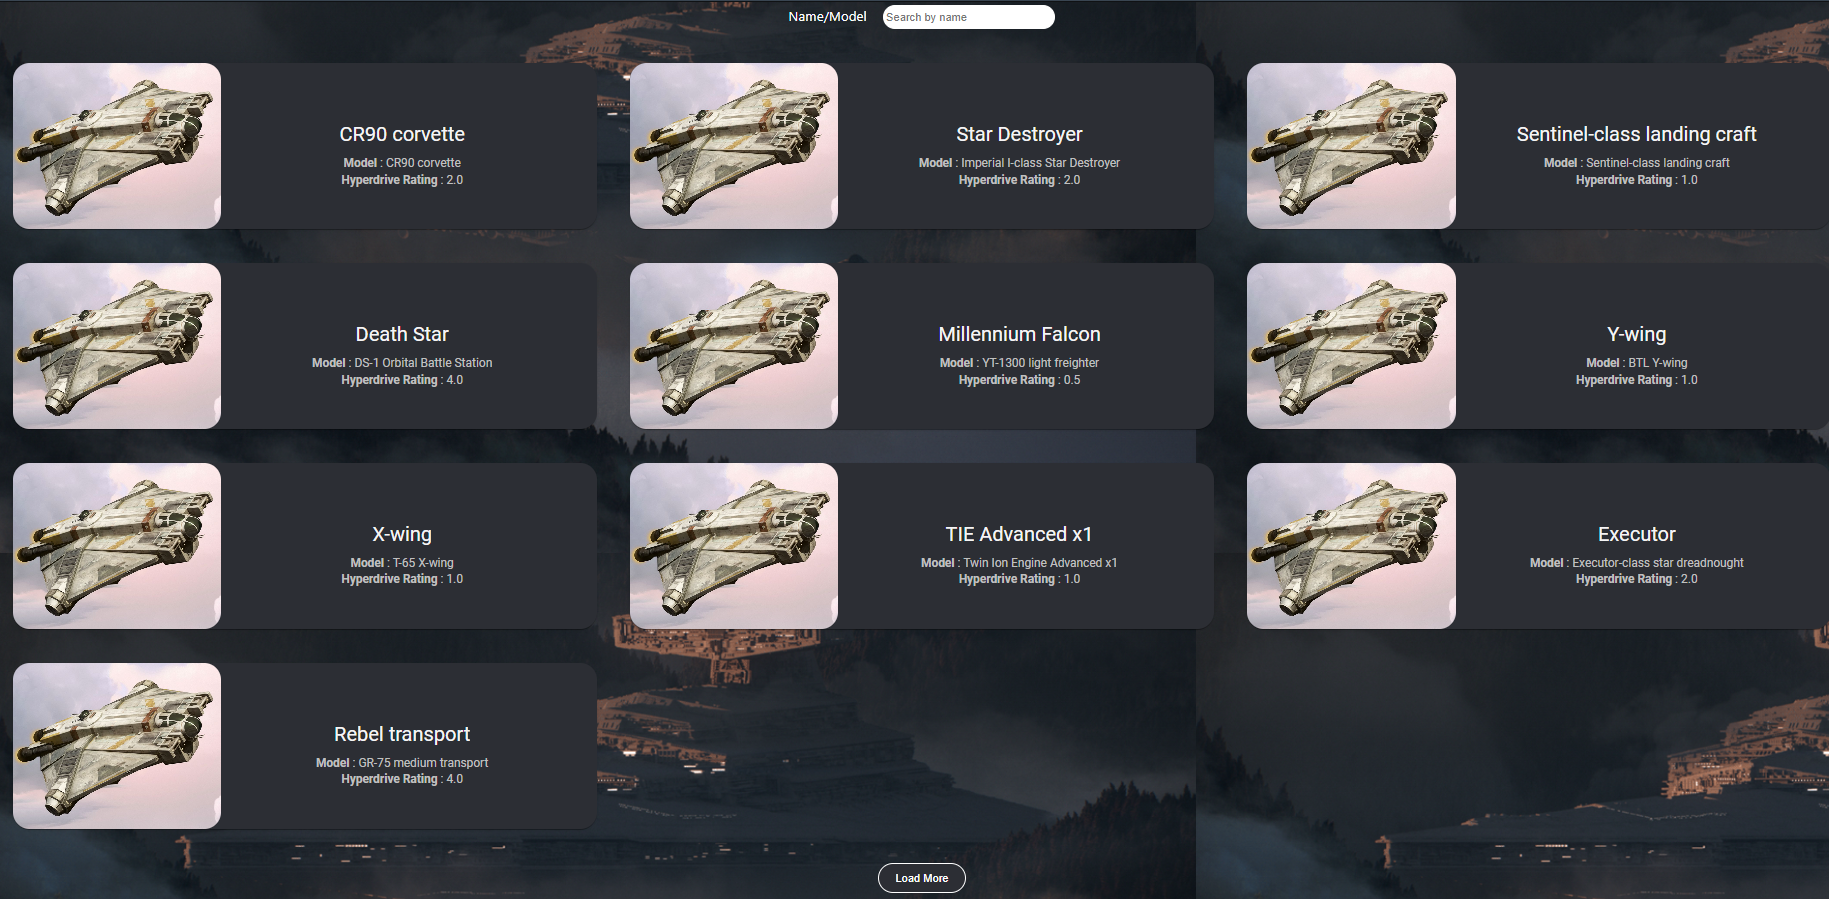 Name/Model Search by name
CR90 corvette
Model : CR90 corvette
Hyperdrive Rating : 2.0
Star Destroyer
Model : Imperial I-class Star Destroyer
Hyperdrive Rating : 2.0
Sentinel-class landing craft
Model : Sentinel-class landing craft
Hyperdrive Rating : 1.0
Death Star
Model : DS-1 Orbital Battle Station
Hyperdrive Rating : 4.0
Millennium Falcon
Model : YT-1300 light freighter
Hyperdrive Rating : 0.5
Y-wing
Model : BTL Y-wing
Hyperdrive Rating : 1.0
X-wing
Model : T-65 X-wing
Hyperdrive Rating : 1.0
TIE Advanced x1
Model : Twin Ion Engine Advanced x1
Hyperdrive Rating : 1.0
Executor
Model : Executor-class star dreadnought
Hyperdrive Rating : 2.0
Rebel transport
Model : GR-75 medium transport
Hyperdrive Rating : 4.0
Load More